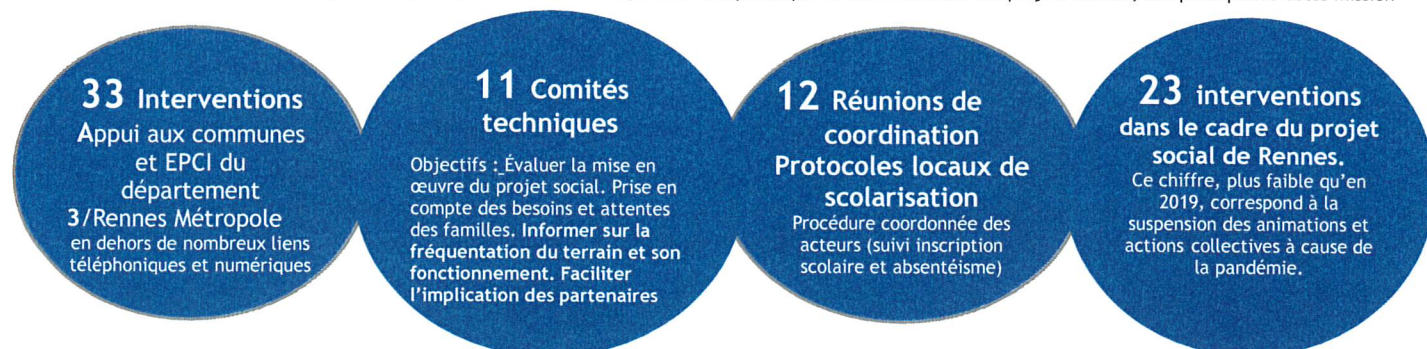 33 Interventions
Appui aux communes
et EPCI du
département
3/Rennes Métropole
en dehors de nombreux liens
téléphoniques et numériques
11 Comités
techniques
Objectifs : Évaluer la mise en
œuvre du projet social. Prise en
compte des besoins et attentes
des familles. Informer sur la
fréquentation du terrain et son
fonctionnement. Faciliter
l'implication des partenaires
12 Réunions de
coordination
Protocoles locaux de
scolarisation
Procédure coordonnée des
acteurs (suivi inscription
scolaire et absentéisme)
23 interventions
dans le cadre du projet
social de Rennes.
Ce chiffre, plus faible qu'en
2019, correspond à la
suspension des animations et
actions collectives à cause de
la pandémie.